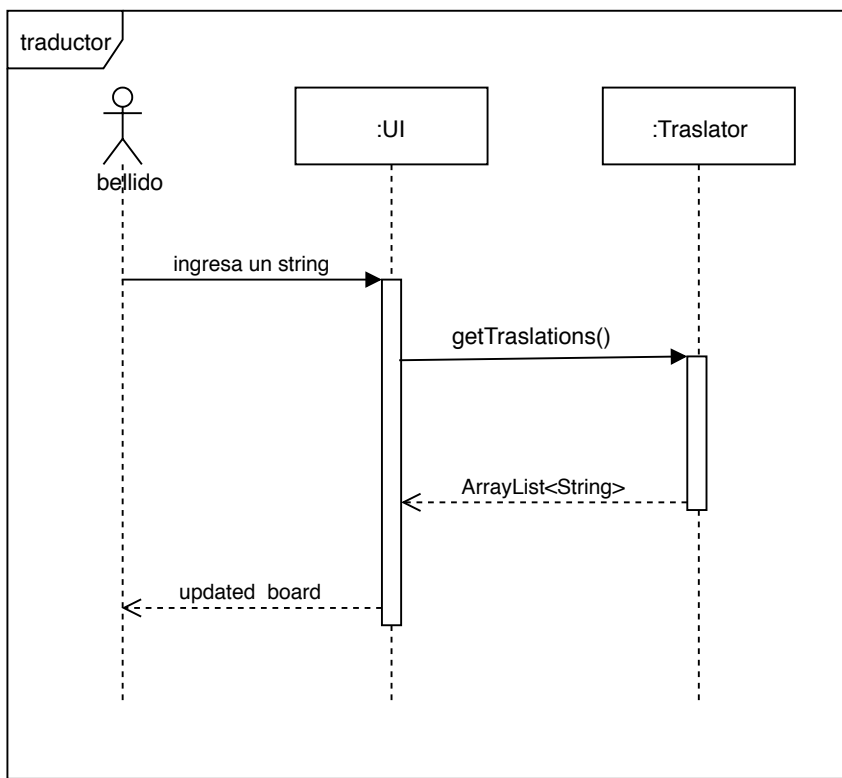 traductor
:UI
:Traslator
bellido
ingresa un string
getTraslations()
ArrayList<String>
updated  board